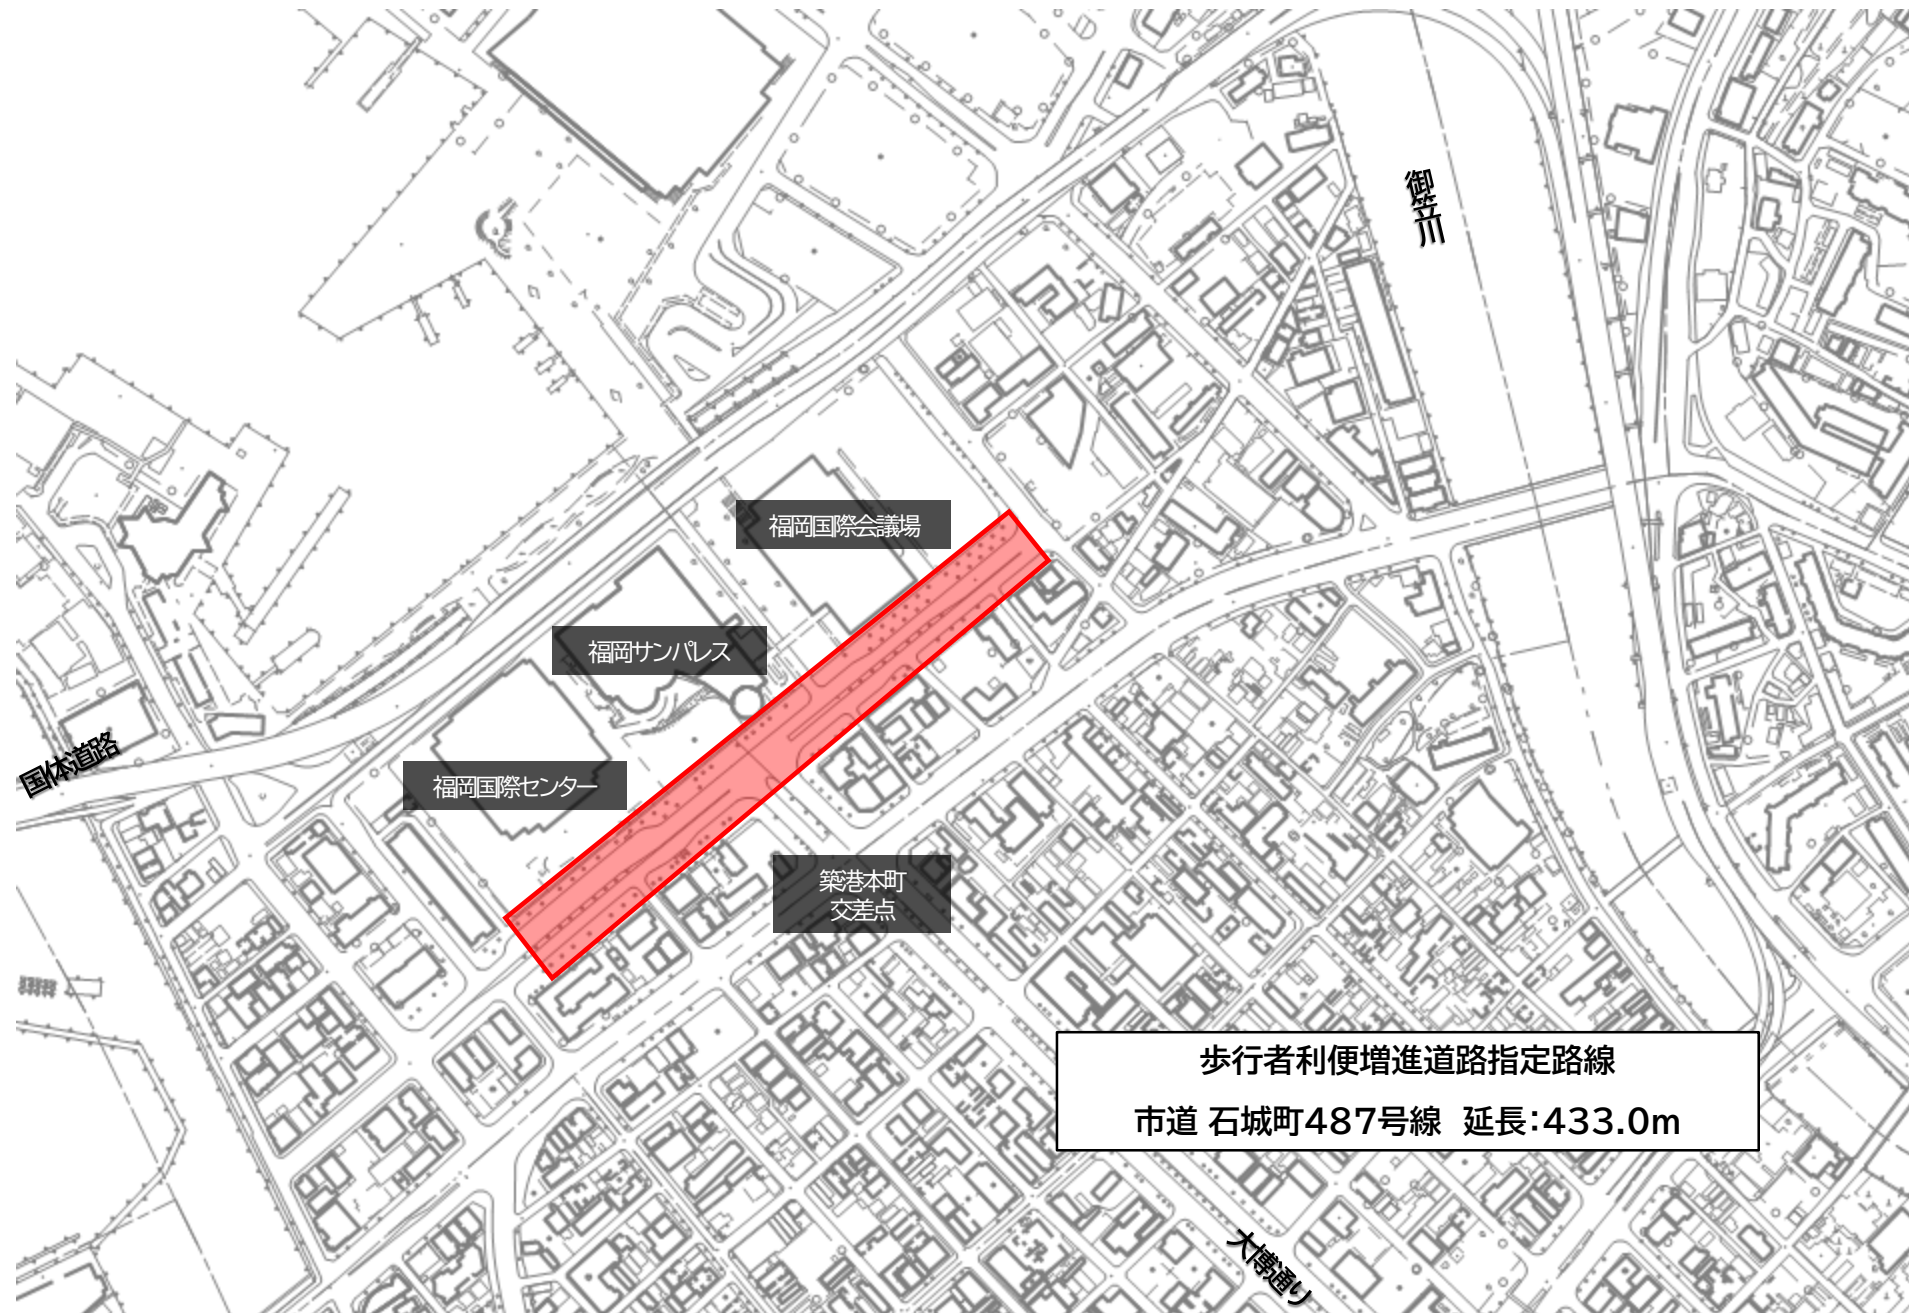 御笠川
福岡国際会議場
福岡サンパレス
国体道路
福岡国際センター
築港本町
交差点
歩行者利便増進道路指定路線
市道 石城町487号線 延長:433.0m
大博通り